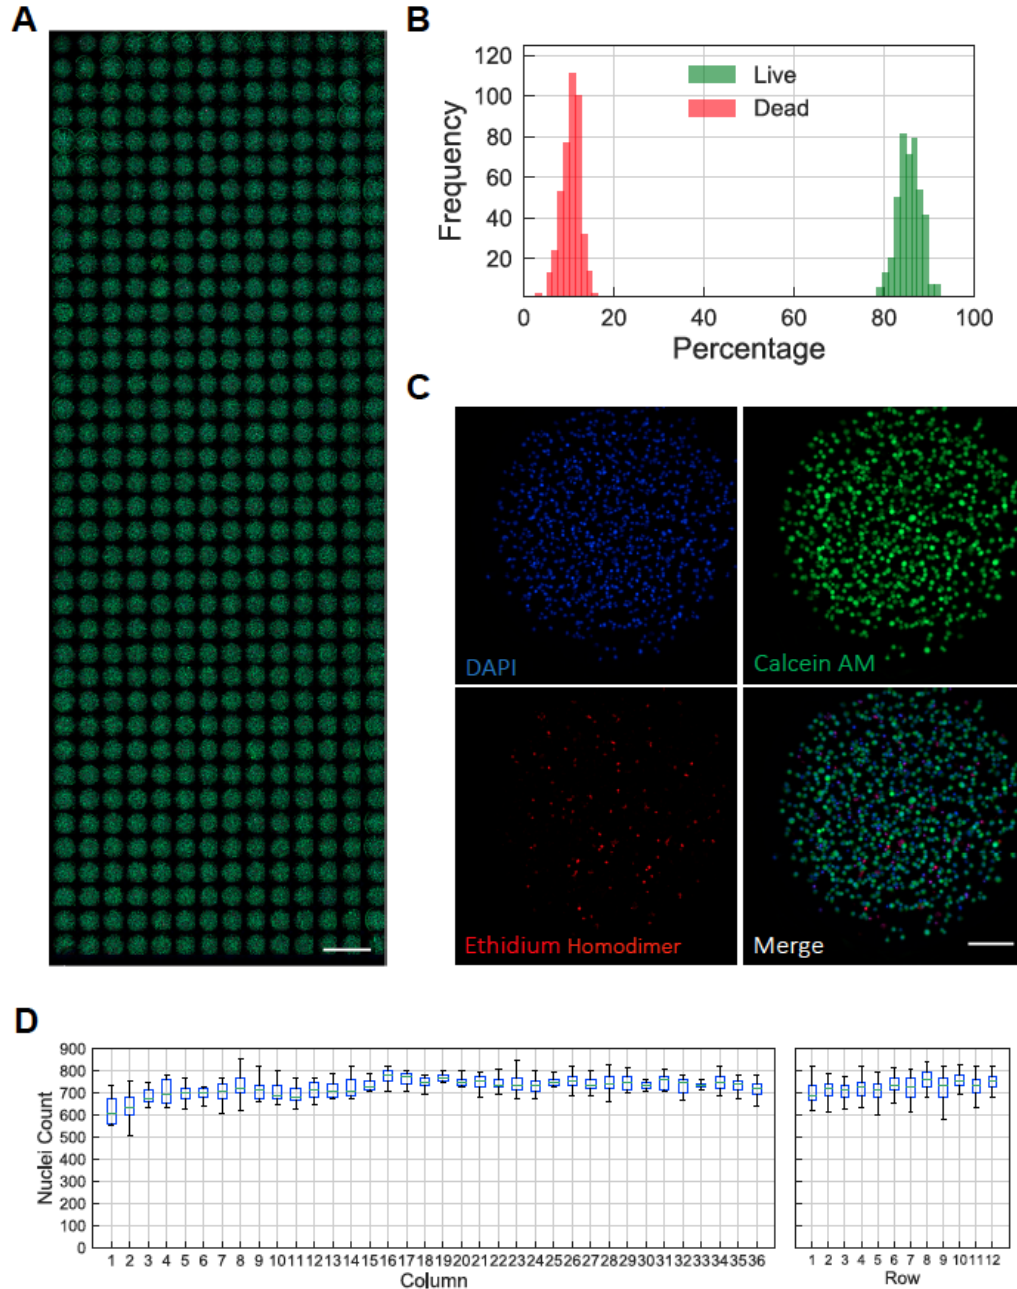 A
B
120
100
80
60
40
20
Frequency
Live
Dead
0 20 40 60 80 100
Percentage
C
DAPI
Calcein AM
Ethidium Homodimer
Merge
D
900
800
700
600
500
400
300
200
100
0
Nuclei Count
1 2 3 4 5 6 7 8 9 10 11 12 13 14 15 16 17 18 19 20 21 22 23 24 25 26 27 28 29 30 31 32 33 34 35 36
Column
1 2 3 4 5 6 7 8 9 10 11 12
Row